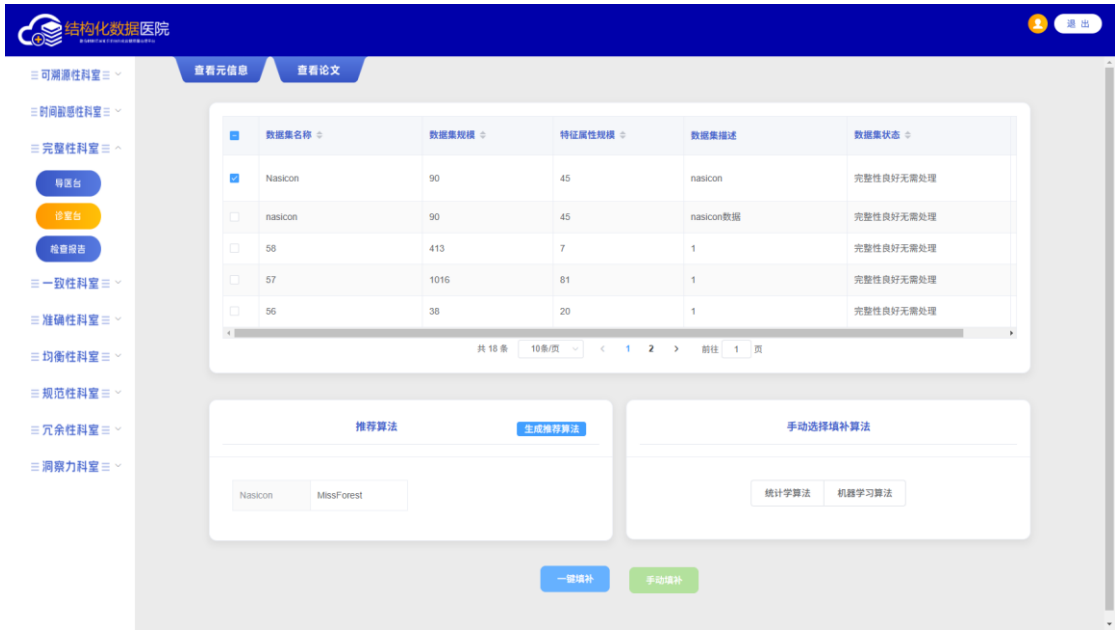 结构化数据医院
退 出
可溯源性科室
时间敏感性科室
完整性科室
导医台
诊室台
检查报告
一致性科室
准确性科室
均衡性科室
规范性科室
冗余性科室
洞察力科室
查看元信息 查看论文
数据集名称 数据集规模 特征属性规模 数据集描述 数据集状态
Nasicon 90 45 nasicon 完整性良好无需处理
nasicon 90 45 nasicon数据 完整性良好无需处理
58 413 7 1 完整性良好无需处理
57 1016 81 1 完整性良好无需处理
56 38 20 1 完整性良好无需处理
共 18 条 10条/页 < 1 2 > 前往 1 页
推荐算法 生成推荐算法
Nasicon MissForest
手动选择填补算法
统计学算法 机器学习算法
一键填补 手动填补